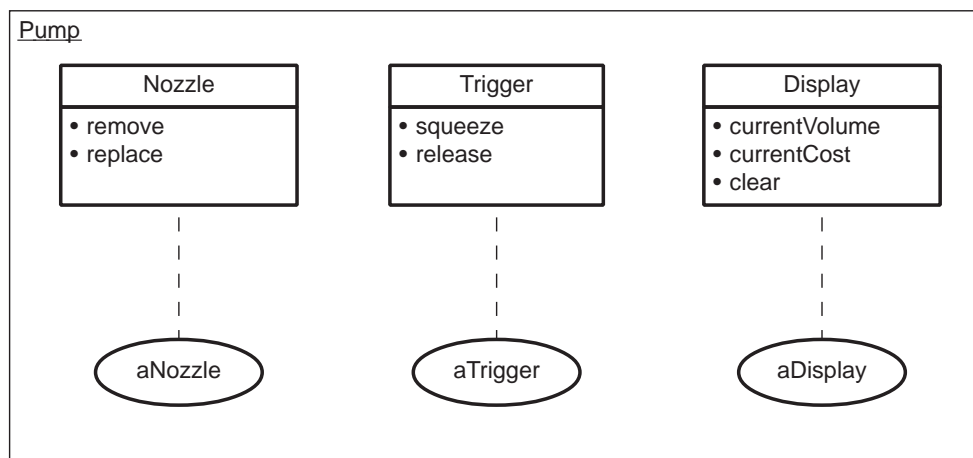 Pump
Nozzle
• remove
• replace
Trigger
• squeeze
• release
Display
• currentVolume
• currentCost
• clear
aNozzle
aTrigger
aDisplay